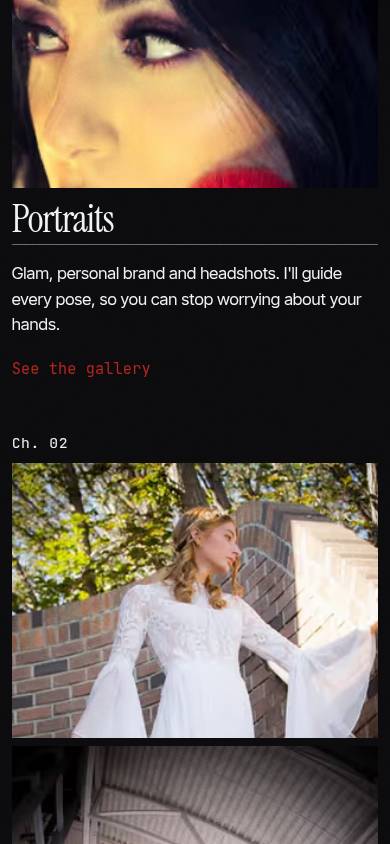 Portraits
Glam, personal brand and headshots. I'll guide
every pose, so you can stop worrying about your
hands.
See the gallery
Ch. 02